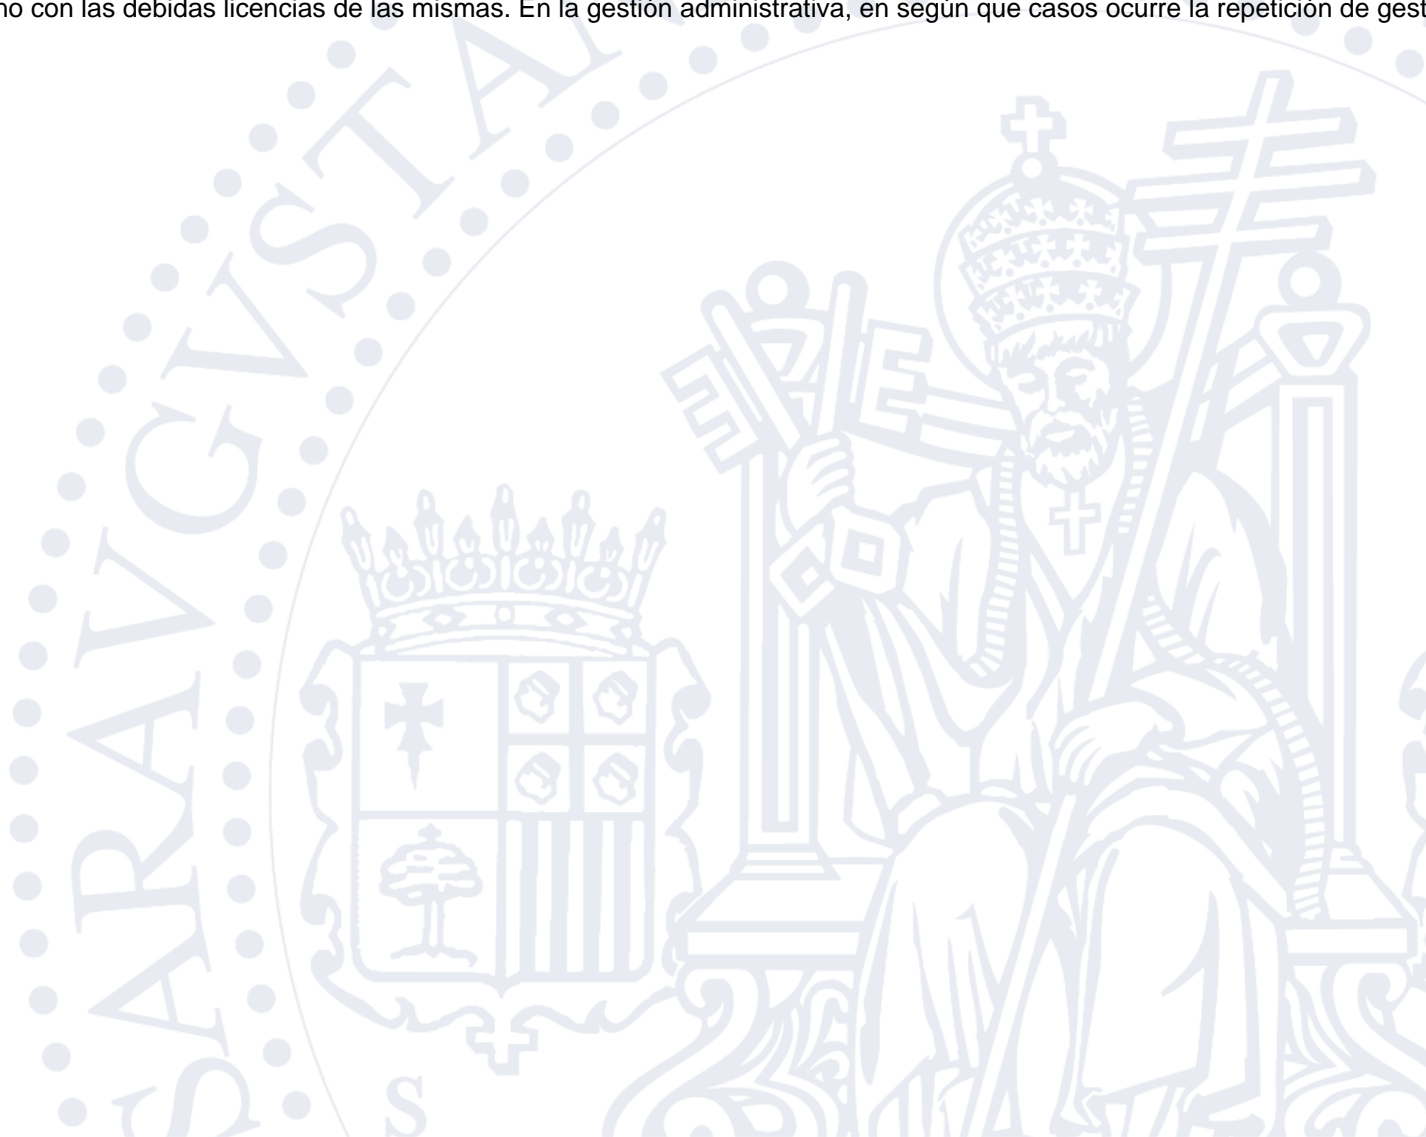 no con las debidas licencias de las mismas. En la gestión administrativa, en según que casos ocurre la repetición de gest
SARAVGVSTA
S